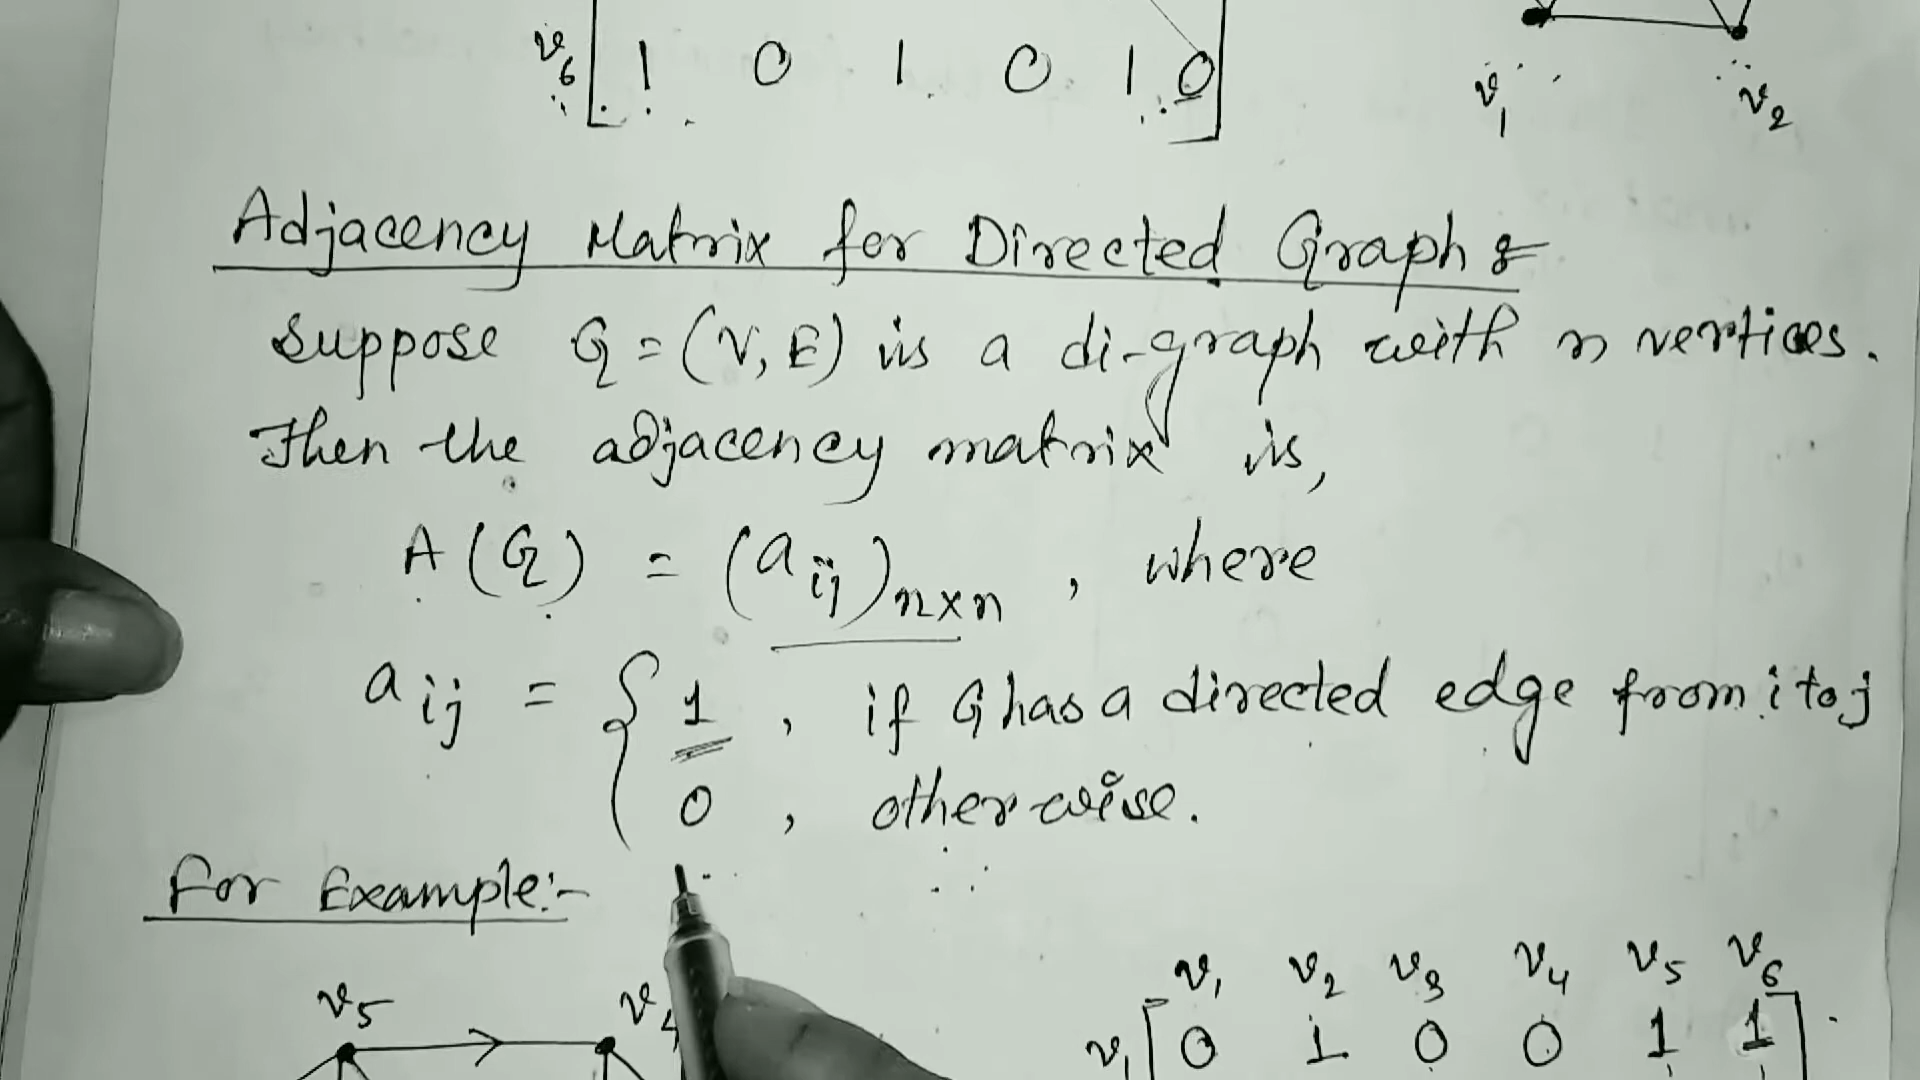 v6 1 0 1 0 1 0
v1 v2
Adjacency Matrix for Directed Graph :-
Suppose G = (V, E) is a di-graph with n vertices.
Then the adjacency matrix is,
A (G) = (a ij) n×n , where
a ij = { 1 , if G has a directed edge from i to j
0 , otherwise.
For Example:-
v5 v4
v1 v2 v3 v4 v5 v6
v1 0 1 0 0 1 1